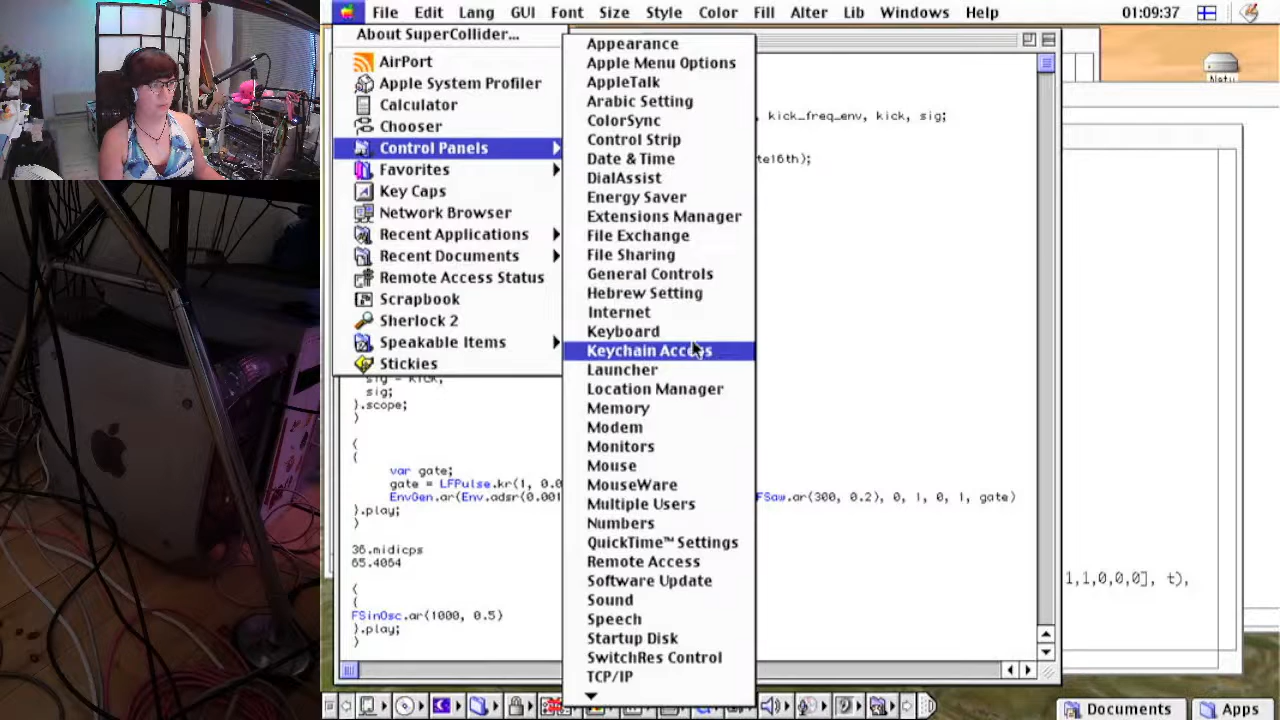 File Edit Lang GUI Font Size Style Color Fill Alter Lib Windows Help 01:09:37
About SuperCollider...
AirPort
Apple System Profiler
Calculator
Chooser
Control Panels
Favorites
Key Caps
Network Browser
Recent Applications
Recent Documents
Remote Access Status
Scrapbook
Sherlock 2
Speakable Items
Stickies
Appearance
Apple Menu Options
AppleTalk
Arabic Setting
ColorSync
Control Strip
Date & Time
DialAssist
Energy Saver
Extensions Manager
File Exchange
File Sharing
General Controls
Hebrew Setting
Internet
Keyboard
Keychain Access
Launcher
Location Manager
Memory
Modem
Monitors
Mouse
MouseWare
Multiple Users
Numbers
QuickTime™ Settings
Remote Access
Software Update
Sound
Speech
Startup Disk
SwitchRes Control
TCP/IP
, kick_freq_env, kick, sig;
te16th);
sig = kick,
sig;
).scope;
)
(
{
var gate;
gate = LFPulse.kr(1, 0.0
EnvGen.ar(Env.adsr(0.001 FSaw.ar(300, 0.2), 0, 1, 0, 1, gate)
}.play;
)
36.midicps
65.4064
(
{
FSinOsc.ar(1000, 0.5)
}.play;
)
1,1,0,0,0], t),
Documents
Apps